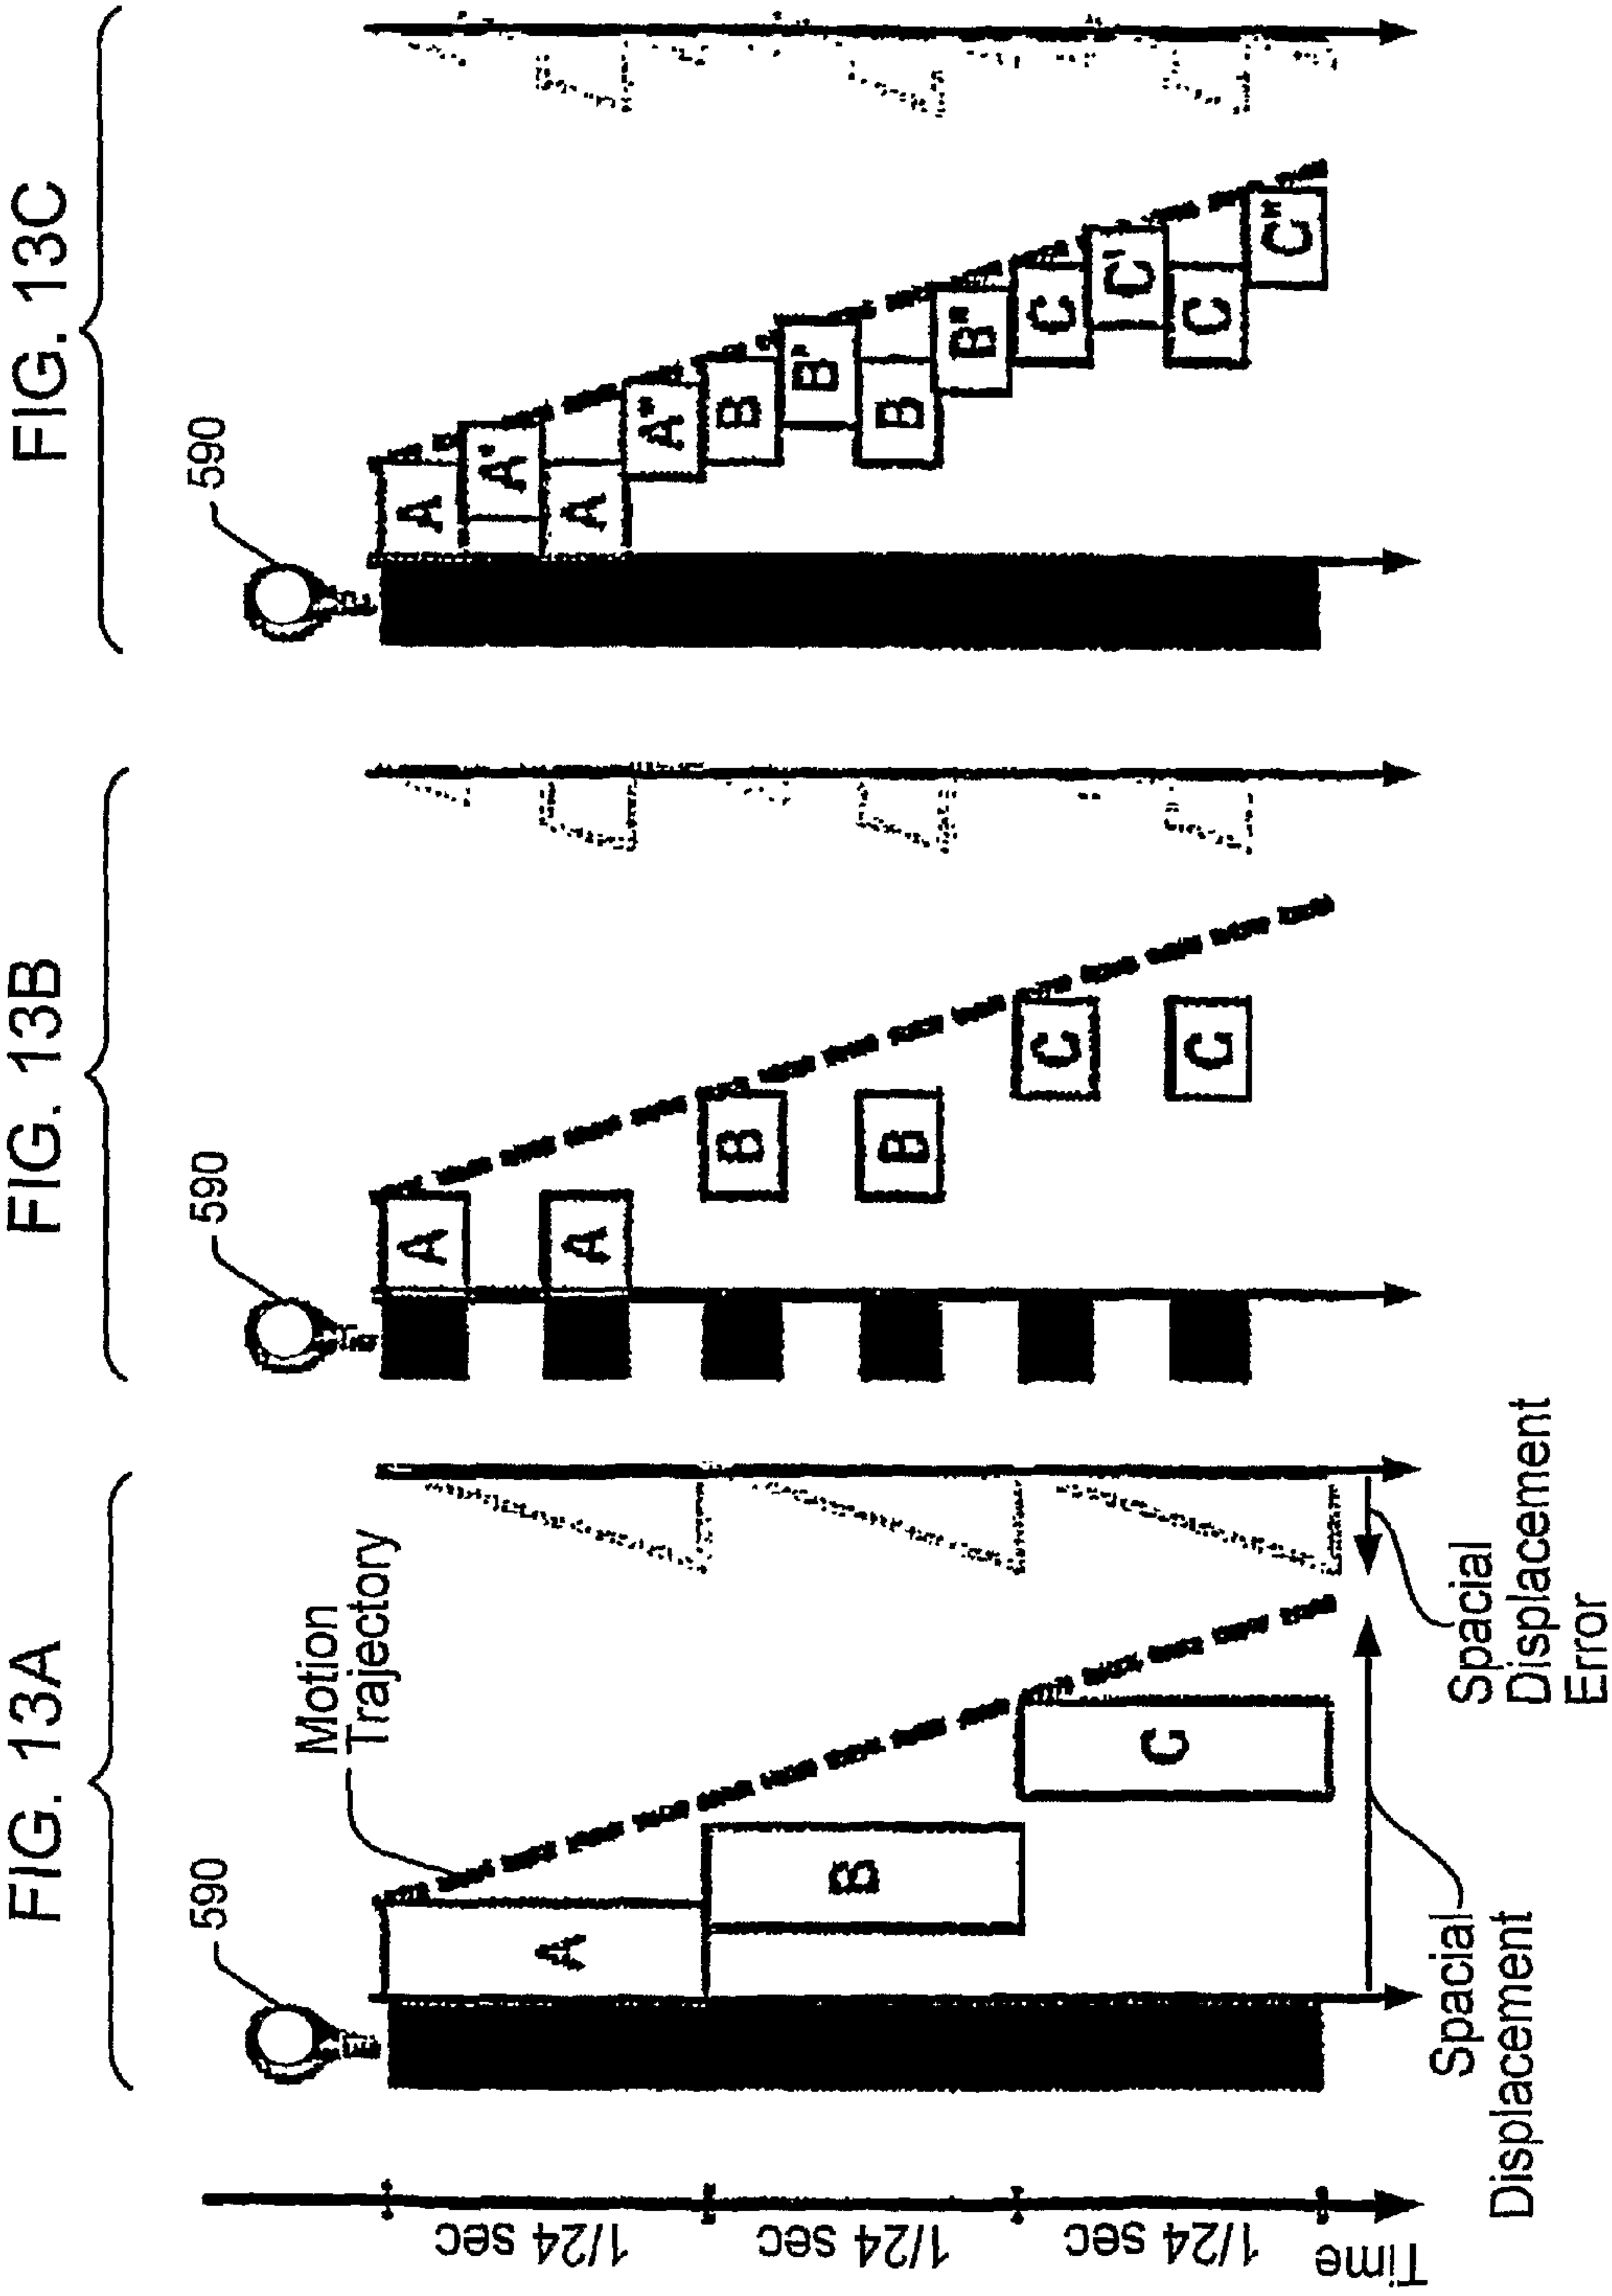 FIG. 13A
590
Motion
Trajectory
A
B
C
Spacial
Displacement
Spacial
Displacement
Error
1/24 sec
1/24 sec
1/24 sec
Time
FIG. 13B
590
A
A
B
B
C
C
FIG. 13C
590
A
A'
A
A"
B
B'
B
B"
C
C'
C
C"